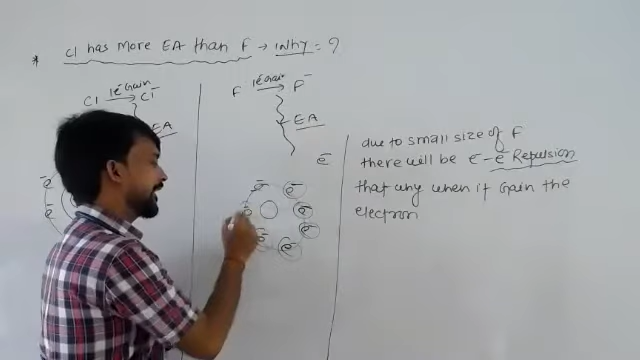 * Cl has More EA than F → Why = ?
Cl 1e⁻ Gain → Cl⁻
EA
F 1e⁻ Gain → F⁻
EA
e⁻
e⁻
e⁻
e⁻ e⁻
e⁻ e⁻
e⁻
e⁻ e⁻
due to small size of F
there will be e⁻-e⁻ Repulsion
that why when it Gain the
electron